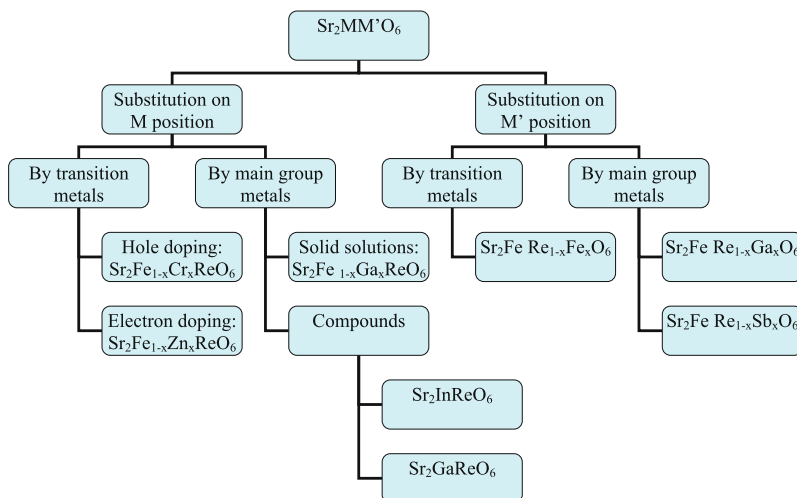 Sr₂MM’O₆
Substitution on
M position
Substitution on
M’ position
By transition
metals
By main group
metals
By transition
metals
By main group
metals
Hole doping:
Sr₂Fe₁₋ₓCrₓReO₆
Solid solutions:
Sr₂Fe ₁₋ₓGaₓReO₆
Sr₂Fe Re₁₋ₓFeₓO₆
Sr₂Fe Re₁₋ₓGaₓO₆
Electron doping:
Sr₂Fe₁₋ₓZnₓReO₆
Compounds
Sr₂Fe Re₁₋ₓSbₓO₆
Sr₂InReO₆
Sr₂GaReO₆